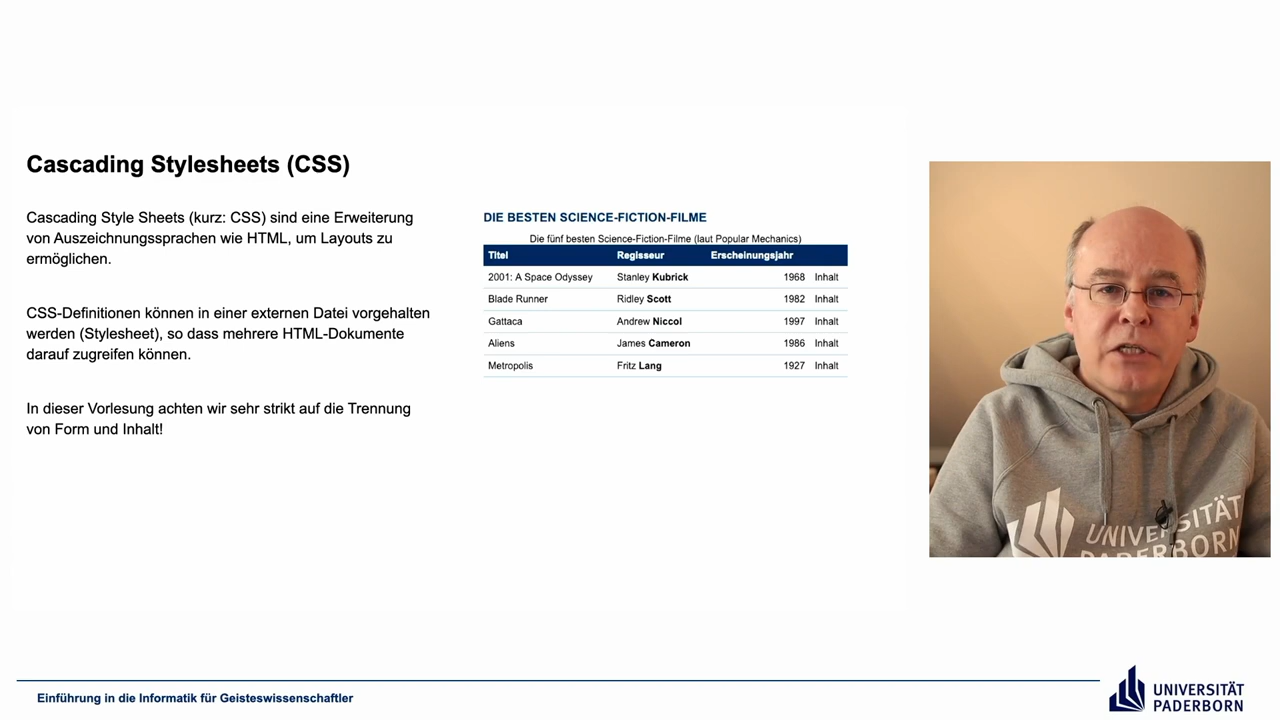 Cascading Stylesheets (CSS)
Cascading Style Sheets (kurz: CSS) sind eine Erweiterung
von Auszeichnungssprachen wie HTML, um Layouts zu
ermöglichen.
CSS-Definitionen können in einer externen Datei vorgehalten
werden (Stylesheet), so dass mehrere HTML-Dokumente
darauf zugreifen können.
In dieser Vorlesung achten wir sehr strikt auf die Trennung
von Form und Inhalt!
DIE BESTEN SCIENCE-FICTION-FILME
Die fünf besten Science-Fiction-Filme (laut Popular Mechanics)
Titel Regisseur Erscheinungsjahr
2001: A Space Odyssey Stanley Kubrick 1968 Inhalt
Blade Runner Ridley Scott 1982 Inhalt
Gattaca Andrew Niccol 1997 Inhalt
Aliens James Cameron 1986 Inhalt
Metropolis Fritz Lang 1927 Inhalt
UNIVERSITÄT
PADERBORN
Einführung in die Informatik für Geisteswissenschaftler
UNIVERSITÄT
PADERBORN